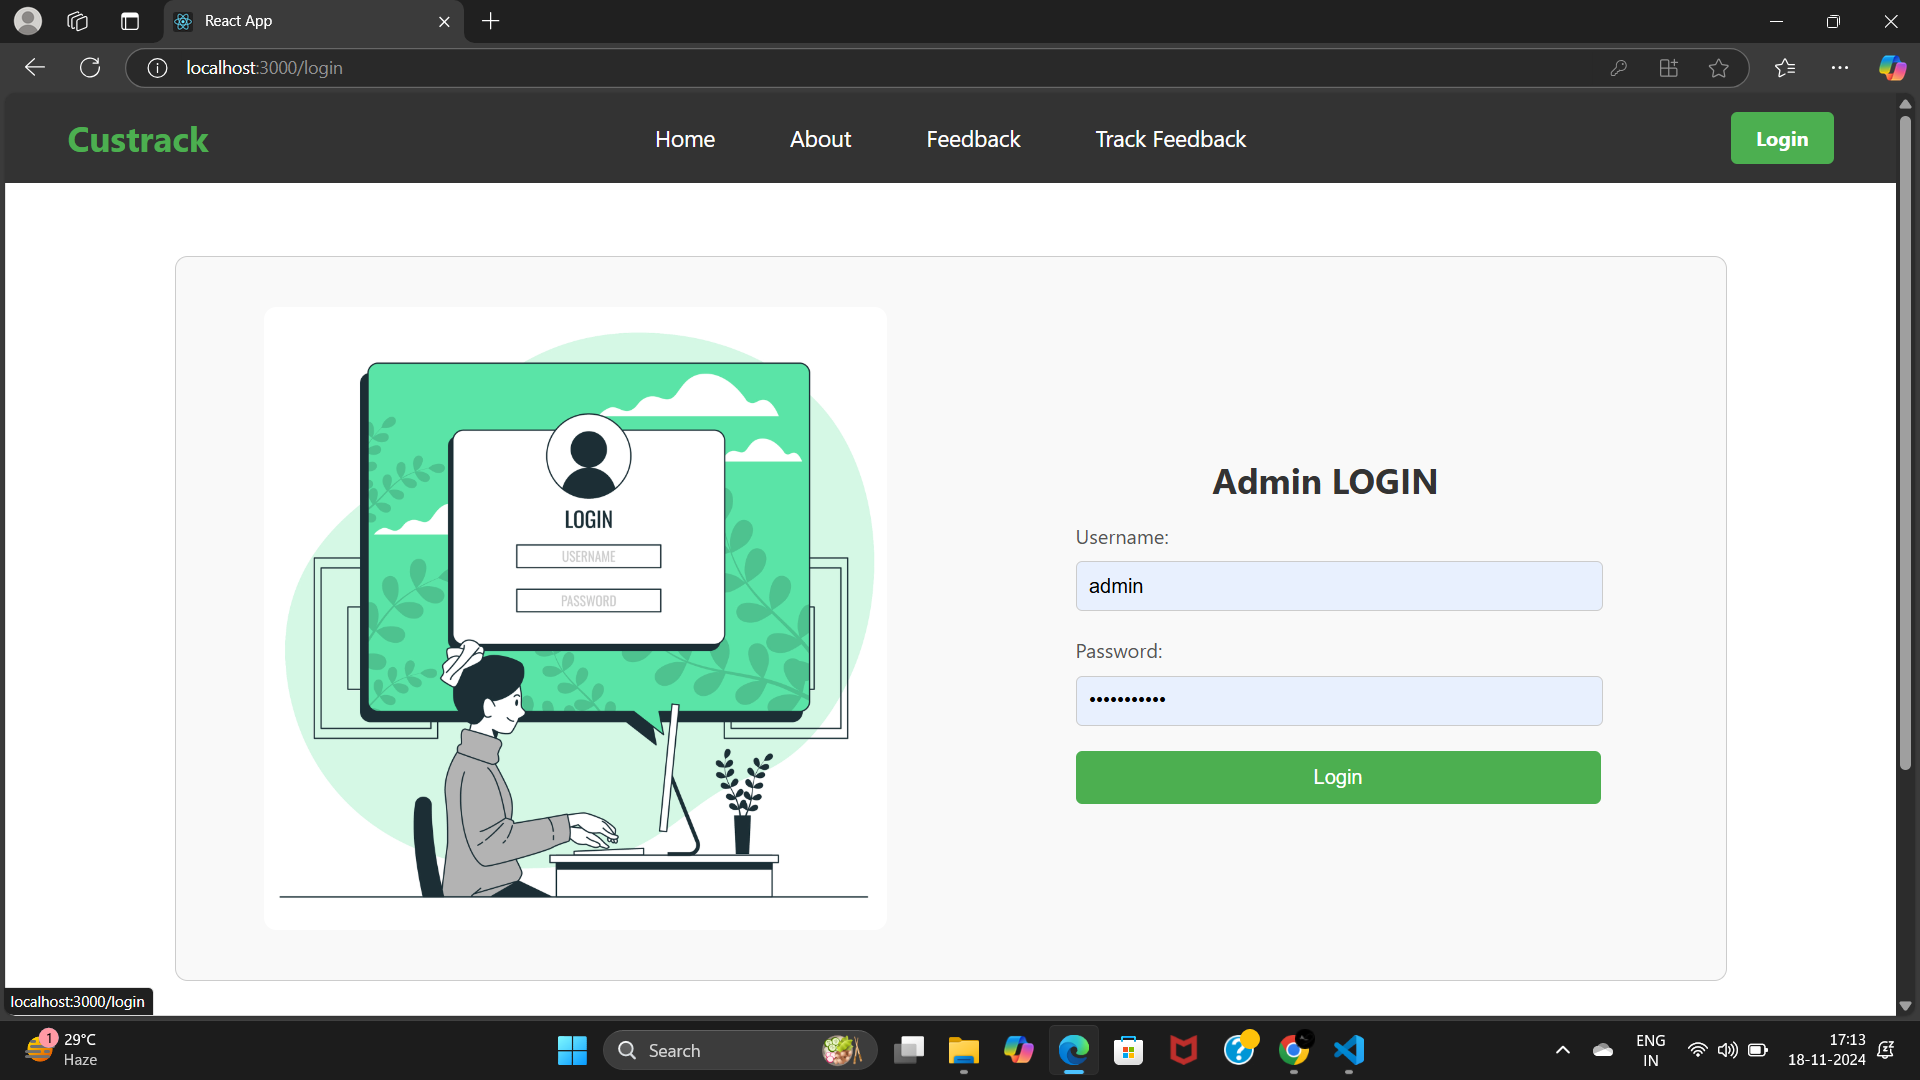 React App
localhost:3000/login
Custrack
Home
About
Feedback
Track Feedback
Login
LOGIN
USERNAME
PASSWORD
Admin LOGIN
Username:
admin
Password:
•••••••••••
Login
localhost:3000/login
1
29°C
Haze
Search
ENG
IN
17:13
18-11-2024